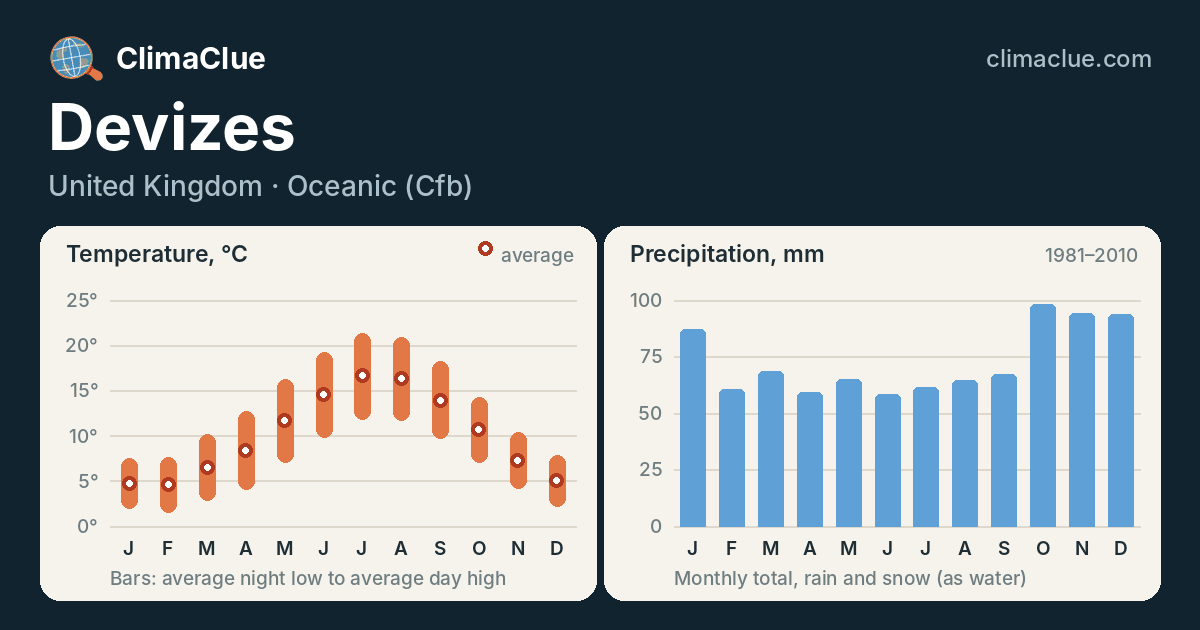 ClimaClue
climaclue.com
Devizes
United Kingdom · Oceanic (Cfb)
Temperature, °C
average
25°
20°
15°
10°
5°
0°
J F M A M J J A S O N D
Bars: average night low to average day high
Precipitation, mm
1981–2010
100
75
50
25
0
J F M A M J J A S O N D
Monthly total, rain and snow (as water)